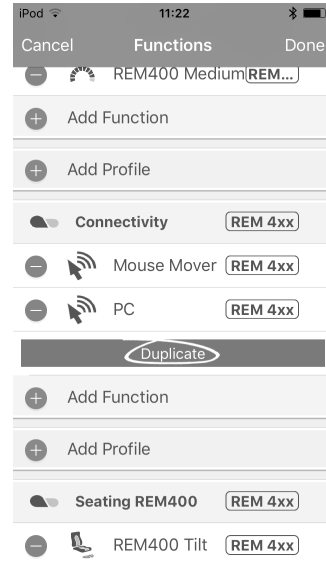 iPod 11:22
Cancel Functions Done
REM400 Medium REM...
Add Function
Add Profile
Connectivity REM 4xx
Mouse Mover REM 4xx
PC REM 4xx
Duplicate
Add Function
Add Profile
Seating REM400 REM 4xx
REM400 Tilt REM 4xx